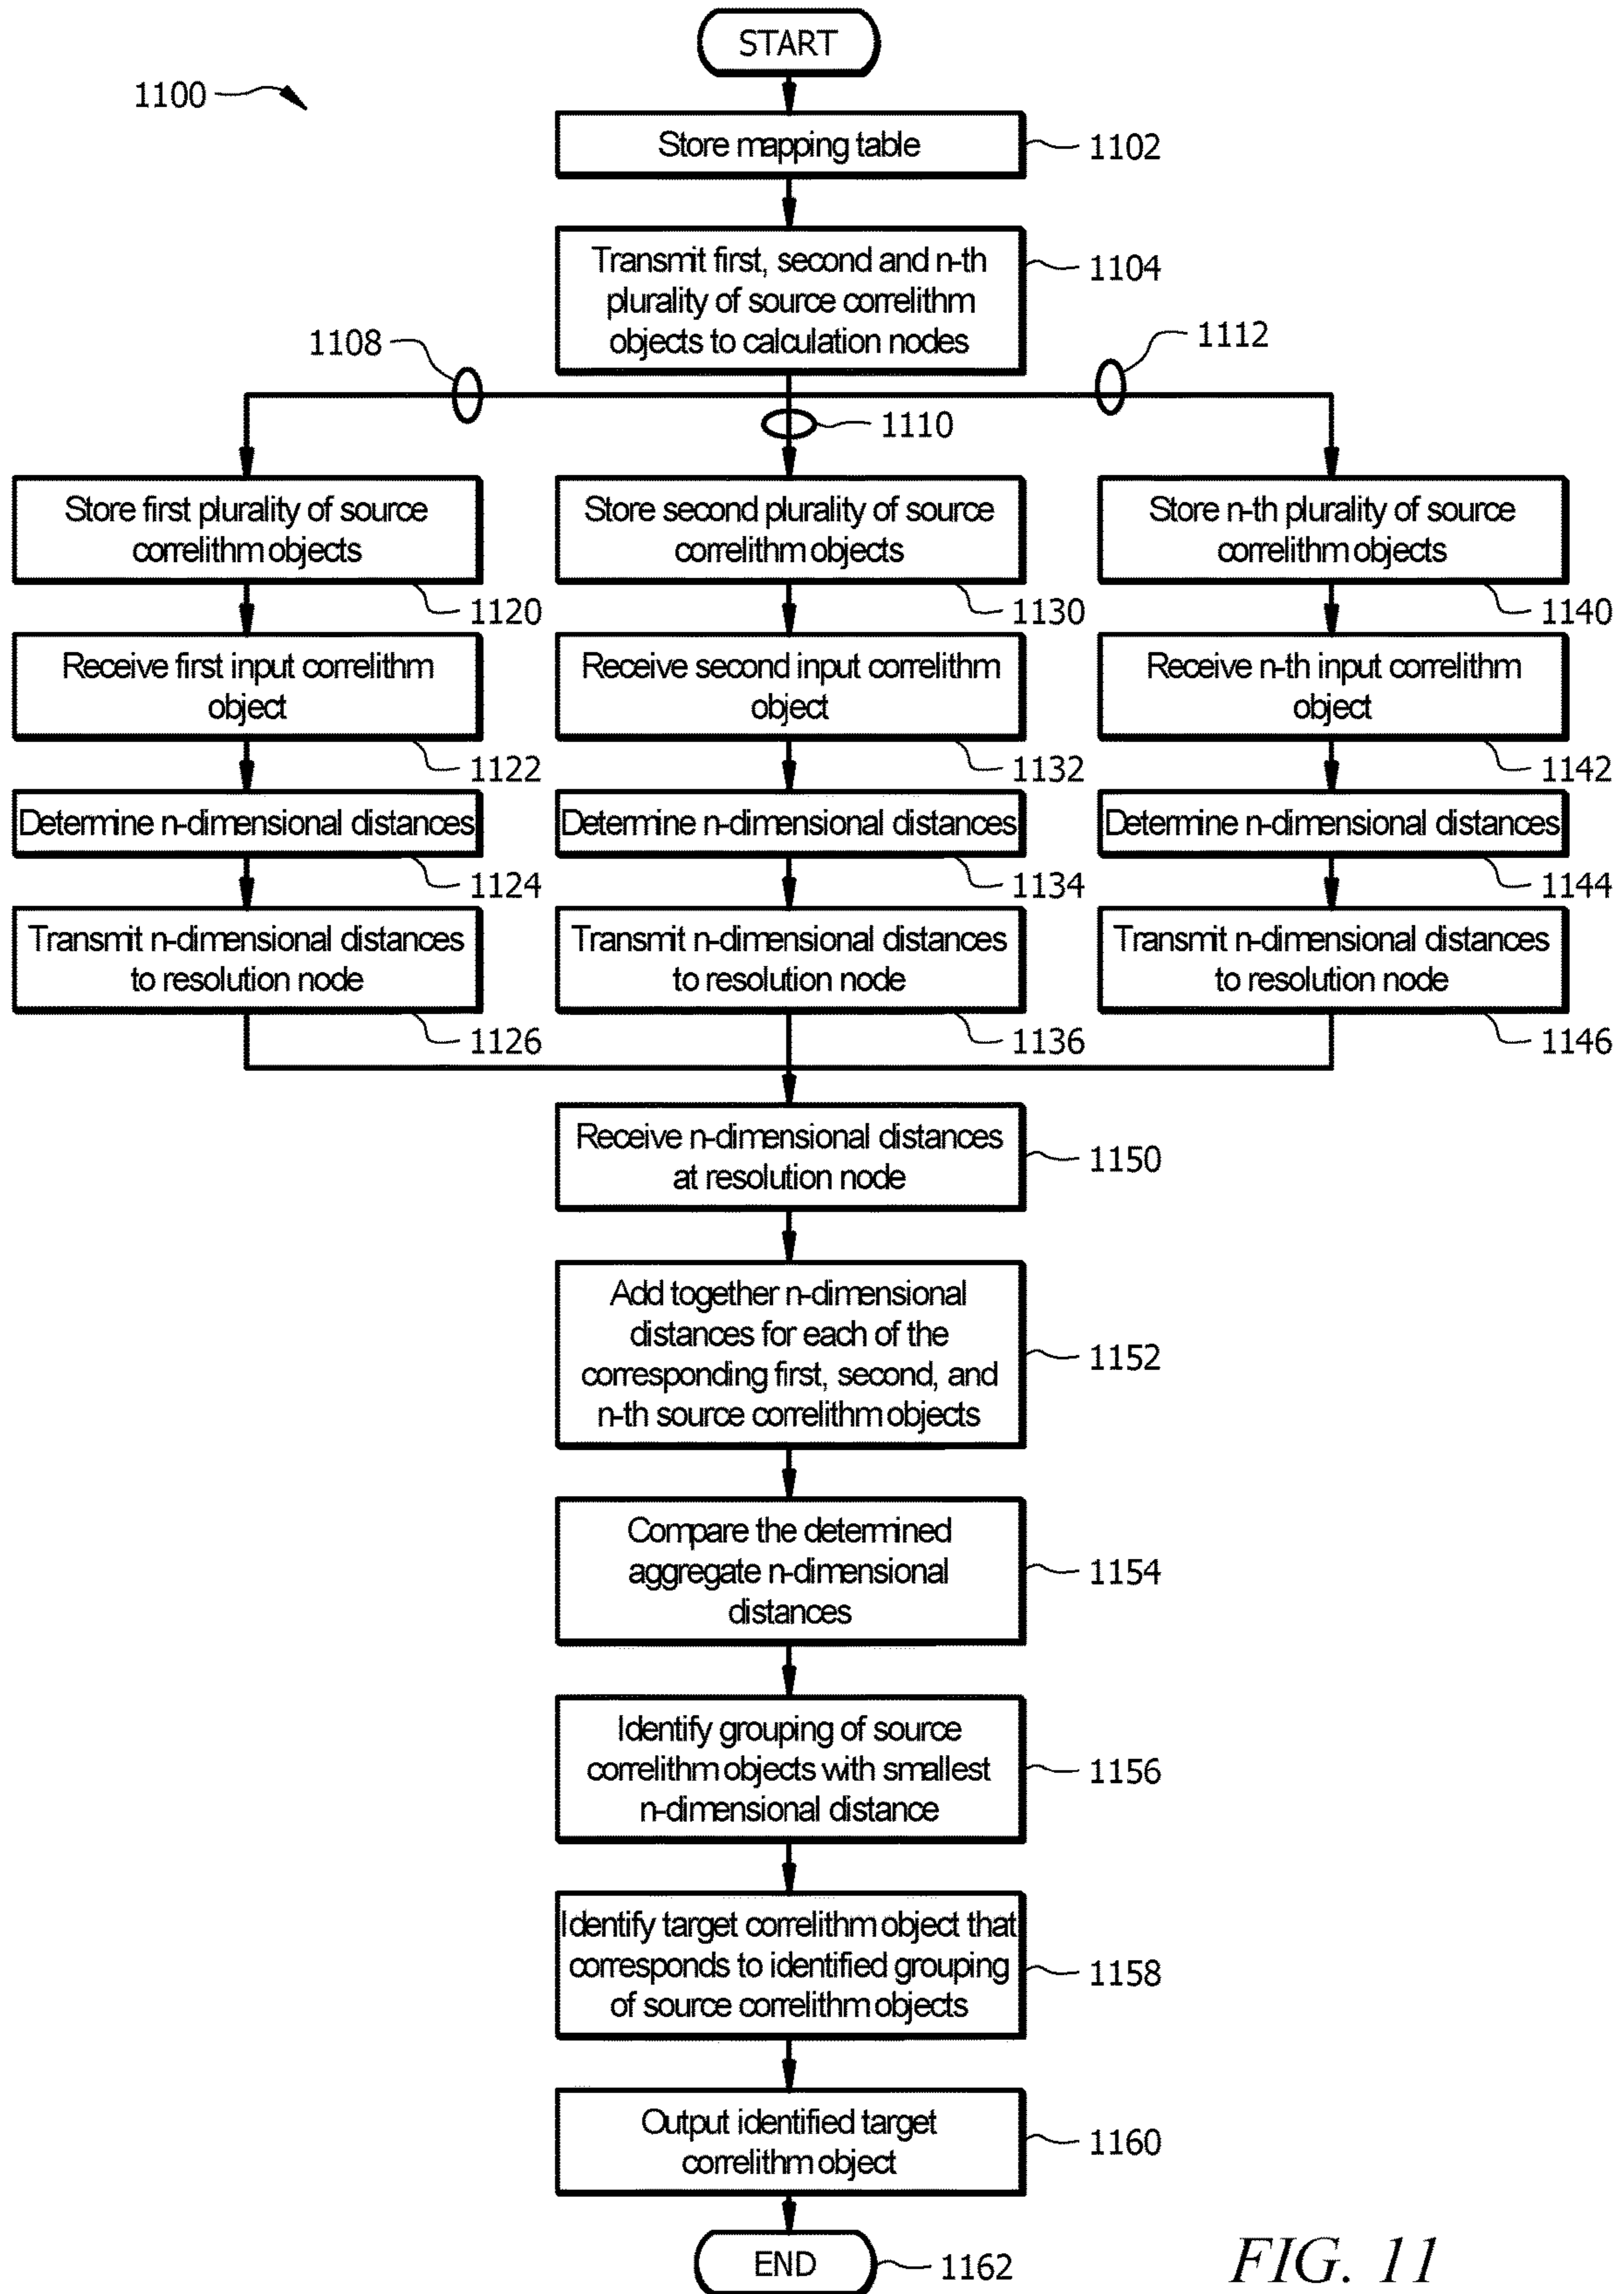 START
1100
Store mapping table
1102
Transmit first, second and n-th
plurality of source correlithm
objects to calculation nodes
1104
1108
1110
1112
Store first plurality of source
correlithm objects
1120
Store second plurality of source
correlithm objects
1130
Store n-th plurality of source
correlithm objects
1140
Receive first input correlithm
object
1122
Receive second input correlithm
object
1132
Receive n-th input correlithm
object
1142
Determine n-dimensional distances
1124
Determine n-dimensional distances
1134
Determine n-dimensional distances
1144
Transmit n-dimensional distances
to resolution node
1126
Transmit n-dimensional distances
to resolution node
1136
Transmit n-dimensional distances
to resolution node
1146
Receive n-dimensional distances
at resolution node
1150
Add together n-dimensional
distances for each of the
corresponding first, second, and
n-th source correlithm objects
1152
Compare the determined
aggregate n-dimensional
distances
1154
Identify grouping of source
correlithm objects with smallest
n-dimensional distance
1156
Identify target correlithm object that
corresponds to identified grouping
of source correlithm objects
1158
Output identified target
correlithm object
1160
END
1162
FIG. 11